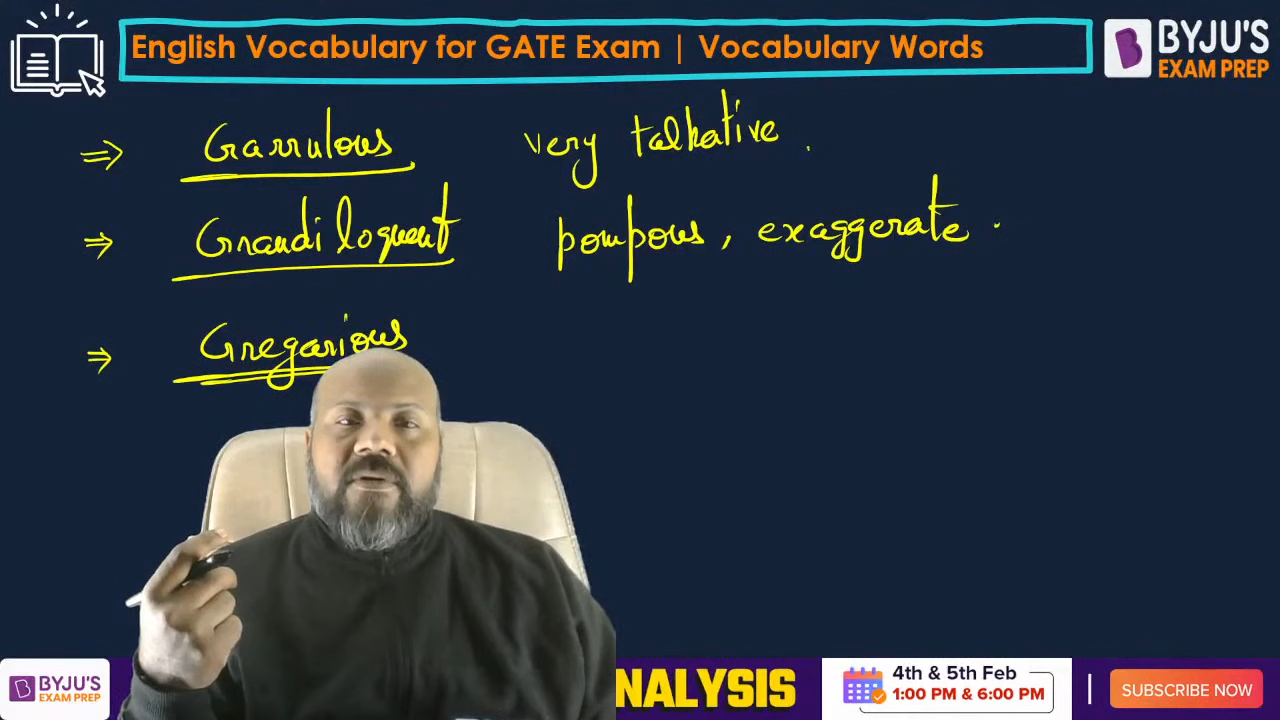 English Vocabulary for GATE Exam | Vocabulary Words
BYJU'S
EXAM PREP
⇒ Garrulous very talkative.
⇒ Grandiloquent pompous, exaggerate.
⇒ Gregarious
BYJU'S
EXAM PREP
NALYSIS
4th & 5th Feb
1:00 PM & 6:00 PM
SUBSCRIBE NOW